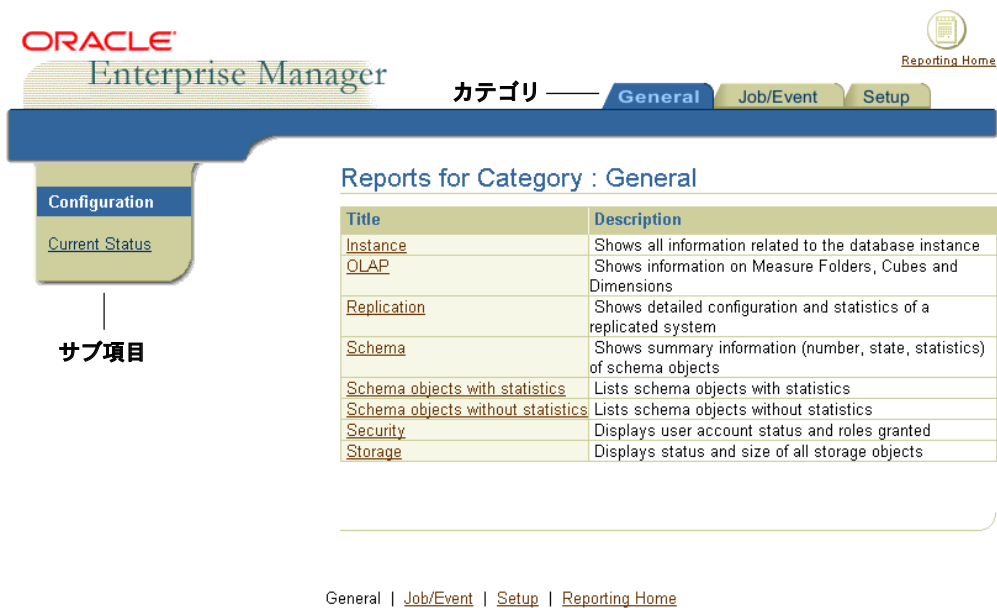 ORACLE
Enterprise Manager
Reporting Home
カテゴリ
General
Job/Event
Setup
Configuration
Current Status
サブ項目
Reports for Category : General
Title Description
Instance Shows all information related to the database instance
OLAP Shows information on Measure Folders, Cubes and
Dimensions
Replication Shows detailed configuration and statistics of a
replicated system
Schema Shows summary information (number, state, statistics)
of schema objects
Schema objects with statistics Lists schema objects with statistics
Schema objects without statistics Lists schema objects without statistics
Security Displays user account status and roles granted
Storage Displays status and size of all storage objects
General | Job/Event | Setup | Reporting Home